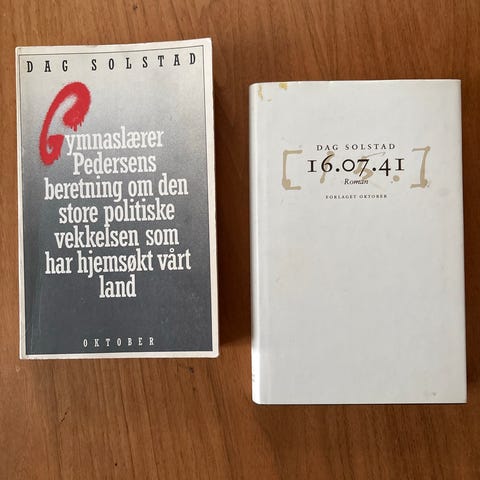 DAG SOLSTAD
Gymnaslærer
Pedersens
beretning om den
store politiske
vekkelsen som
har hjemsøkt vårt
land
OKTOBER
DAG SOLSTAD
16.07.41
Roman
FORLAGET OKTOBER